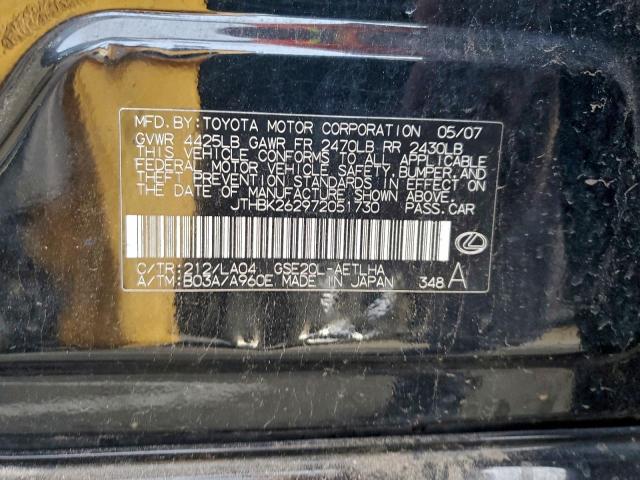 MFD.BY:TOYOTA MOTOR CORPORATION 05/07
GVWR 4425LB GAWR FR 2470LB RR 2430LB
THIS VEHICLE CONFORMS TO ALL APPLICABLE
FEDERAL MOTOR VEHICLE SAFETY,BUMPER,AND
THEFT PREVENTION STANDARDS IN EFFECT ON
THE DATE OF MANUFACTURE SHOWN ABOVE.
JTHBK262972051730 PASS.CAR
C/TR:212/LA04 GSE20L-AETLHA
A/TM:B03A/A960E MADE IN JAPAN 348 A